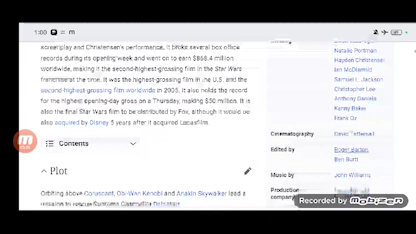 1:00
screenplay and Christensen's performance, it broke several box office
records during its opening week and went on to earn $868.4 million
worldwide, making it the second-highest-grossing film in the Star Wars
franchise at the time. It was the highest-grossing film in the U.S. and the
second-highest-grossing film worldwide in 2005. It also holds the
record for the highest opening-day gross on a Thursday, making $50 million. It
is also the final Star Wars film to be distributed by Fox, although it would be
also acquired by Disney 5 years after it acquired Lucasfilm
Contents
Plot
Orbiting above Coruscant, Obi-Wan Kenobi and Anakin Skywalker lead a
Starring
Natalie Portman
Hayden Christensen
Ian McDiarmid
Samuel L. Jackson
Christopher Lee
Anthony Daniels
Kenny Baker
Frank Oz
Cinematography David Tattersall
Edited by Roger Barton
Ben Burtt
Music by John Williams
Production
company
Recorded by
mobizen